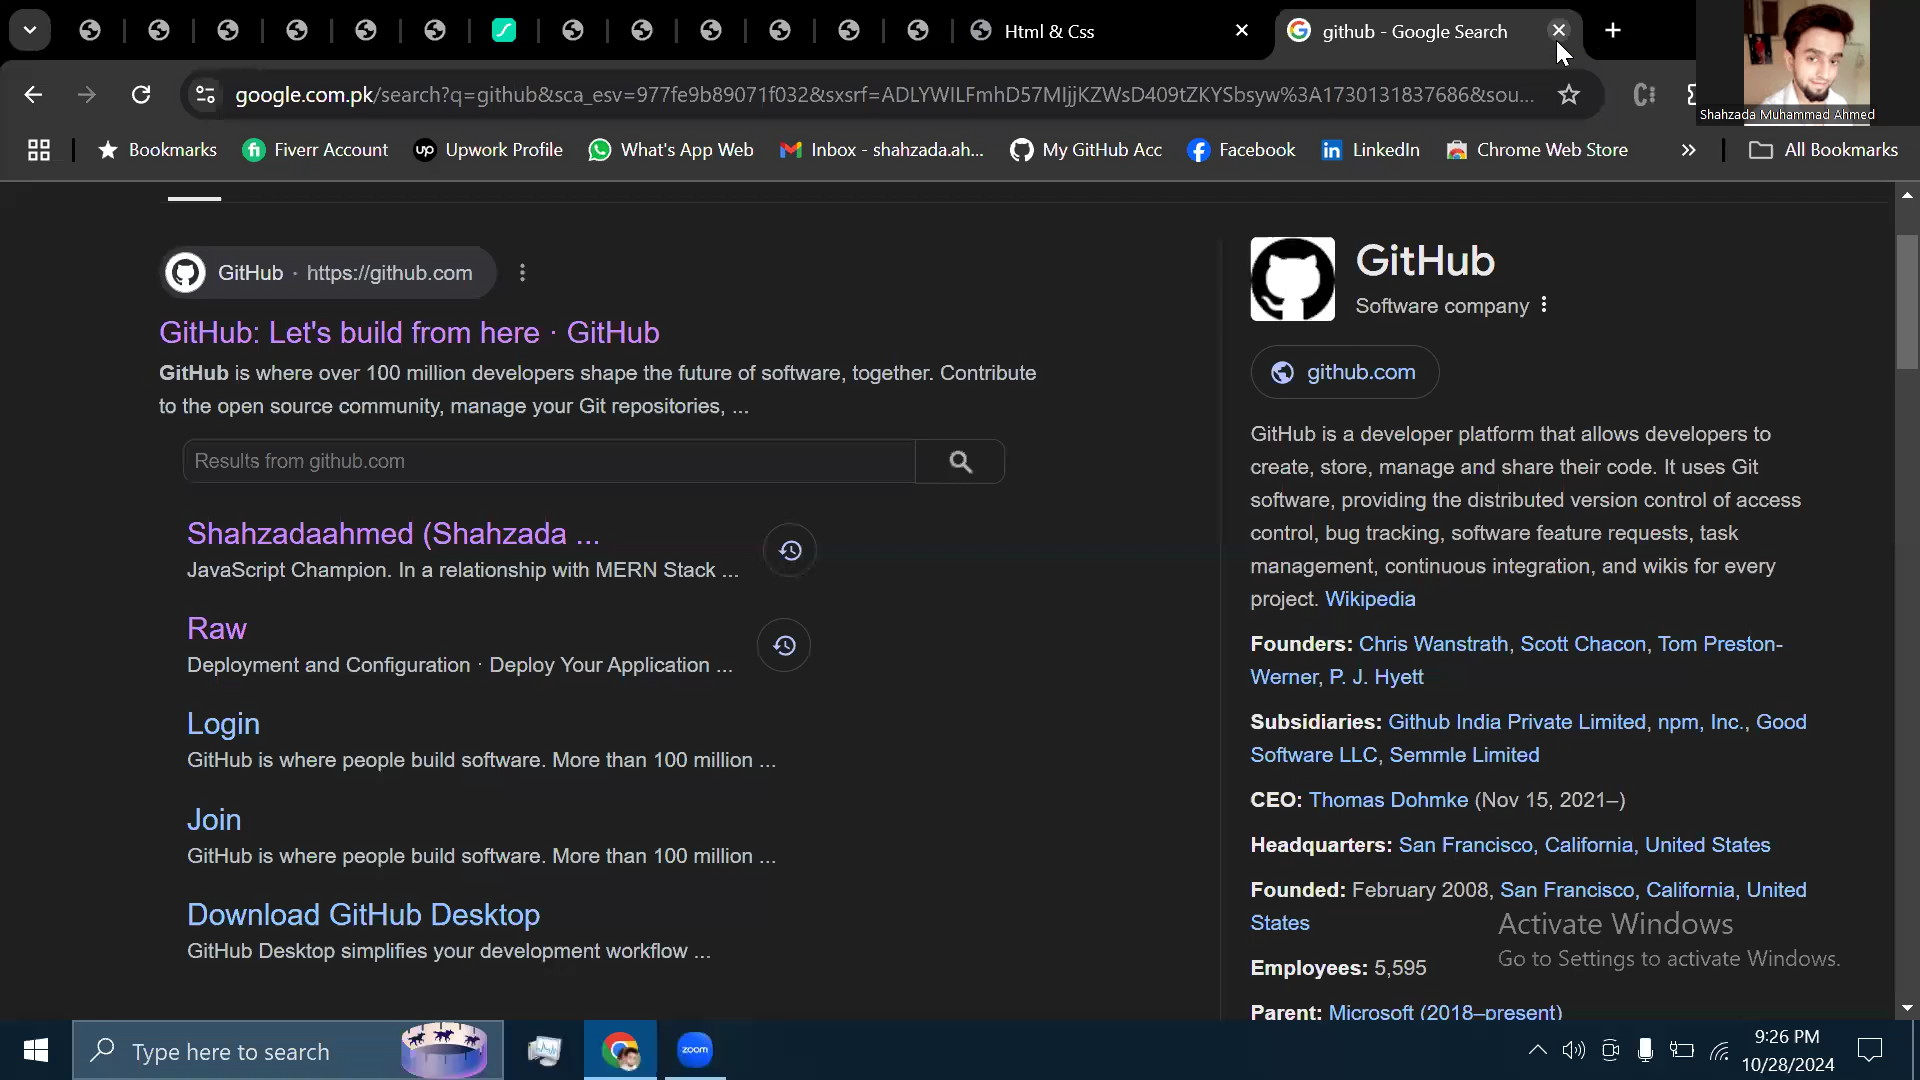 Html & Css
github - Google Search
google.com.pk/search?q=github&sca_esv=977fe9b89071f032&sxsrf=ADLYWILFmhD57MIjjKZWsD409tZKYSbsyw%3A1730131837686&sou...
Shahzada Muhammad Ahmed
Bookmarks
Fiverr Account
up
Upwork Profile
What's App Web
Inbox - shahzada.ah...
My GitHub Acc
Facebook
in
LinkedIn
Chrome Web Store
All Bookmarks
GitHub · https://github.com
GitHub: Let's build from here · GitHub
GitHub is where over 100 million developers shape the future of software, together. Contribute
to the open source community, manage your Git repositories, ...
Results from github.com
Shahzadaahmed (Shahzada ...
JavaScript Champion. In a relationship with MERN Stack ...
Raw
Deployment and Configuration · Deploy Your Application ...
Login
GitHub is where people build software. More than 100 million ...
Join
GitHub is where people build software. More than 100 million ...
Download GitHub Desktop
GitHub Desktop simplifies your development workflow ...
GitHub
Software company
github.com
GitHub is a developer platform that allows developers to
create, store, manage and share their code. It uses Git
software, providing the distributed version control of access
control, bug tracking, software feature requests, task
management, continuous integration, and wikis for every
project. Wikipedia
Founders: Chris Wanstrath, Scott Chacon, Tom Preston-
Werner, P. J. Hyett
Subsidiaries: Github India Private Limited, npm, Inc., Good
Software LLC, Semmle Limited
CEO: Thomas Dohmke (Nov 15, 2021–)
Headquarters: San Francisco, California, United States
Founded: February 2008, San Francisco, California, United
States
Employees: 5,595
Parent: Microsoft (2018–present)
Activate Windows
Go to Settings to activate Windows.
Type here to search
zoom
9:26 PM
10/28/2024